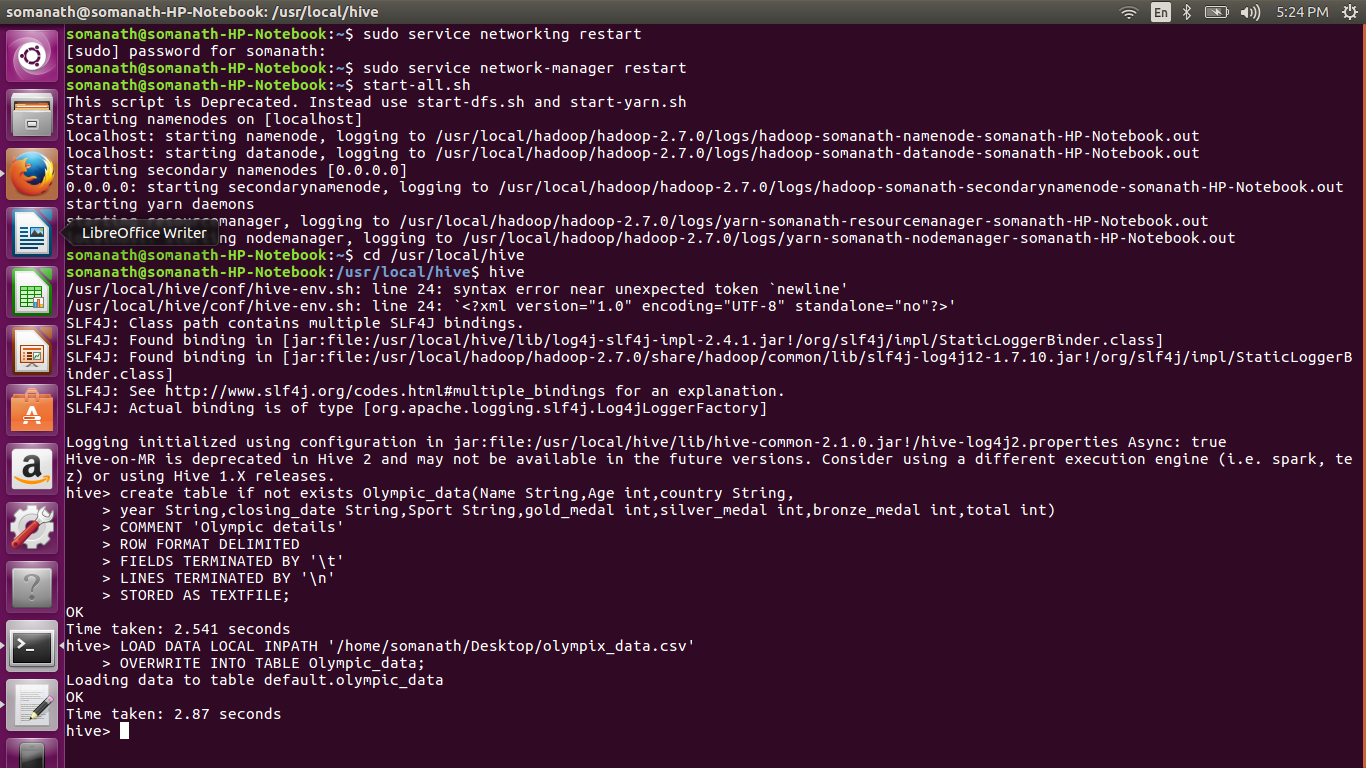 somanath@somanath-HP-Notebook: /usr/local/hive
En
5:24 PM
somanath@somanath-HP-Notebook:~$ sudo service networking restart
[sudo] password for somanath:
somanath@somanath-HP-Notebook:~$ sudo service network-manager restart
somanath@somanath-HP-Notebook:~$ start-all.sh
This script is Deprecated. Instead use start-dfs.sh and start-yarn.sh
Starting namenodes on [localhost]
localhost: starting namenode, logging to /usr/local/hadoop/hadoop-2.7.0/logs/hadoop-somanath-namenode-somanath-HP-Notebook.out
localhost: starting datanode, logging to /usr/local/hadoop/hadoop-2.7.0/logs/hadoop-somanath-datanode-somanath-HP-Notebook.out
Starting secondary namenodes [0.0.0.0]
0.0.0.0: starting secondarynamenode, logging to /usr/local/hadoop/hadoop-2.7.0/logs/hadoop-somanath-secondarynamenode-somanath-HP-Notebook.out
starting yarn daemons
starting resourcemanager, logging to /usr/local/hadoop/hadoop-2.7.0/logs/yarn-somanath-resourcemanager-somanath-HP-Notebook.out
LibreOffice Writer
ng nodemanager, logging to /usr/local/hadoop/hadoop-2.7.0/logs/yarn-somanath-nodemanager-somanath-HP-Notebook.out
somanath@somanath-HP-Notebook:~$ cd /usr/local/hive
somanath@somanath-HP-Notebook:/usr/local/hive$ hive
/usr/local/hive/conf/hive-env.sh: line 24: syntax error near unexpected token `newline'
/usr/local/hive/conf/hive-env.sh: line 24: `<?xml version="1.0" encoding="UTF-8" standalone="no"?>'
SLF4J: Class path contains multiple SLF4J bindings.
SLF4J: Found binding in [jar:file:/usr/local/hive/lib/log4j-slf4j-impl-2.4.1.jar!/org/slf4j/impl/StaticLoggerBinder.class]
SLF4J: Found binding in [jar:file:/usr/local/hadoop/hadoop-2.7.0/share/hadoop/common/lib/slf4j-log4j12-1.7.10.jar!/org/slf4j/impl/StaticLoggerB
inder.class]
SLF4J: See http://www.slf4j.org/codes.html#multiple_bindings for an explanation.
SLF4J: Actual binding is of type [org.apache.logging.slf4j.Log4jLoggerFactory]
Logging initialized using configuration in jar:file:/usr/local/hive/lib/hive-common-2.1.0.jar!/hive-log4j2.properties Async: true
Hive-on-MR is deprecated in Hive 2 and may not be available in the future versions. Consider using a different execution engine (i.e. spark, te
z) or using Hive 1.X releases.
hive> create table if not exists Olympic_data(Name String,Age int,country String,
    > year String,closing_date String,Sport String,gold_medal int,silver_medal int,bronze_medal int,total int)
    > COMMENT 'Olympic details'
    > ROW FORMAT DELIMITED
    > FIELDS TERMINATED BY '\t'
    > LINES TERMINATED BY '\n'
    > STORED AS TEXTFILE;
OK
Time taken: 2.541 seconds
hive> LOAD DATA LOCAL INPATH '/home/somanath/Desktop/olympix_data.csv'
    > OVERWRITE INTO TABLE Olympic_data;
Loading data to table default.olympic_data
OK
Time taken: 2.87 seconds
hive>